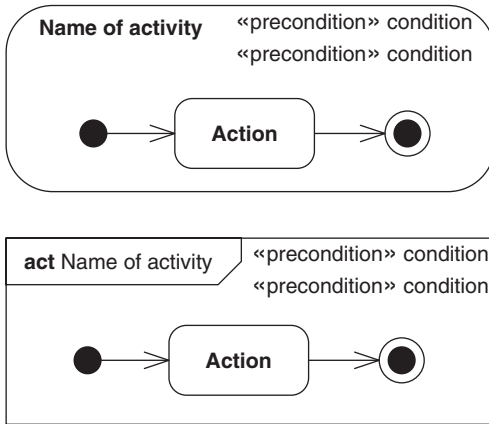 Name of activity «precondition» condition
«precondition» condition
Action
act Name of activity «precondition» condition
«precondition» condition
Action